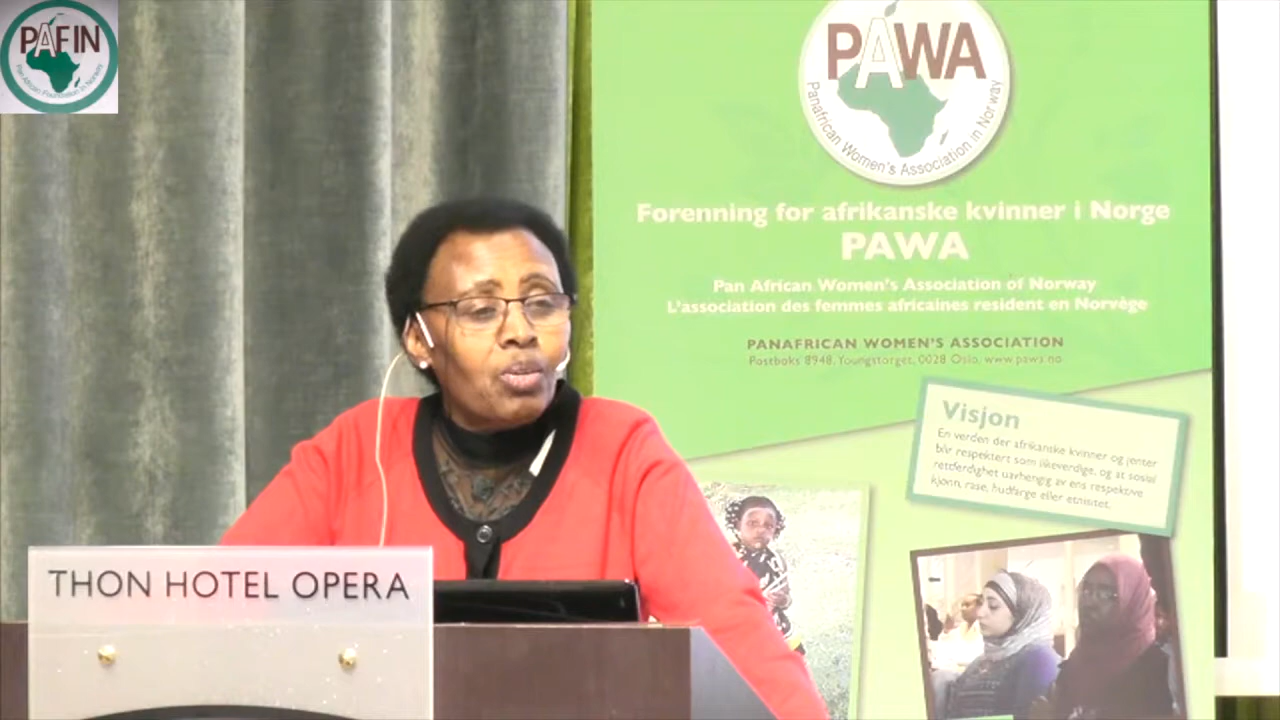 PAFIN
Pan African Foundation in Norway
PAWA
Panafrican Women's Association in Norway
Forenning for afrikanske kvinner i Norge
PAWA
Pan African Women's Association of Norway
L'association des femmes africaines resident en Norvège
PANAFRICAN WOMEN'S ASSOCIATION
Postboks 8948, Youngstorget, 0028 Oslo, www.pawa.no
Visjon
En verden der afrikanske kvinner og jenter
blir respektert som likeverdige, og at sosial
rettferdighet uavhengig av ens respektive
kjønn, rase, hudfarge eller etnisitet.
THON HOTEL OPERA